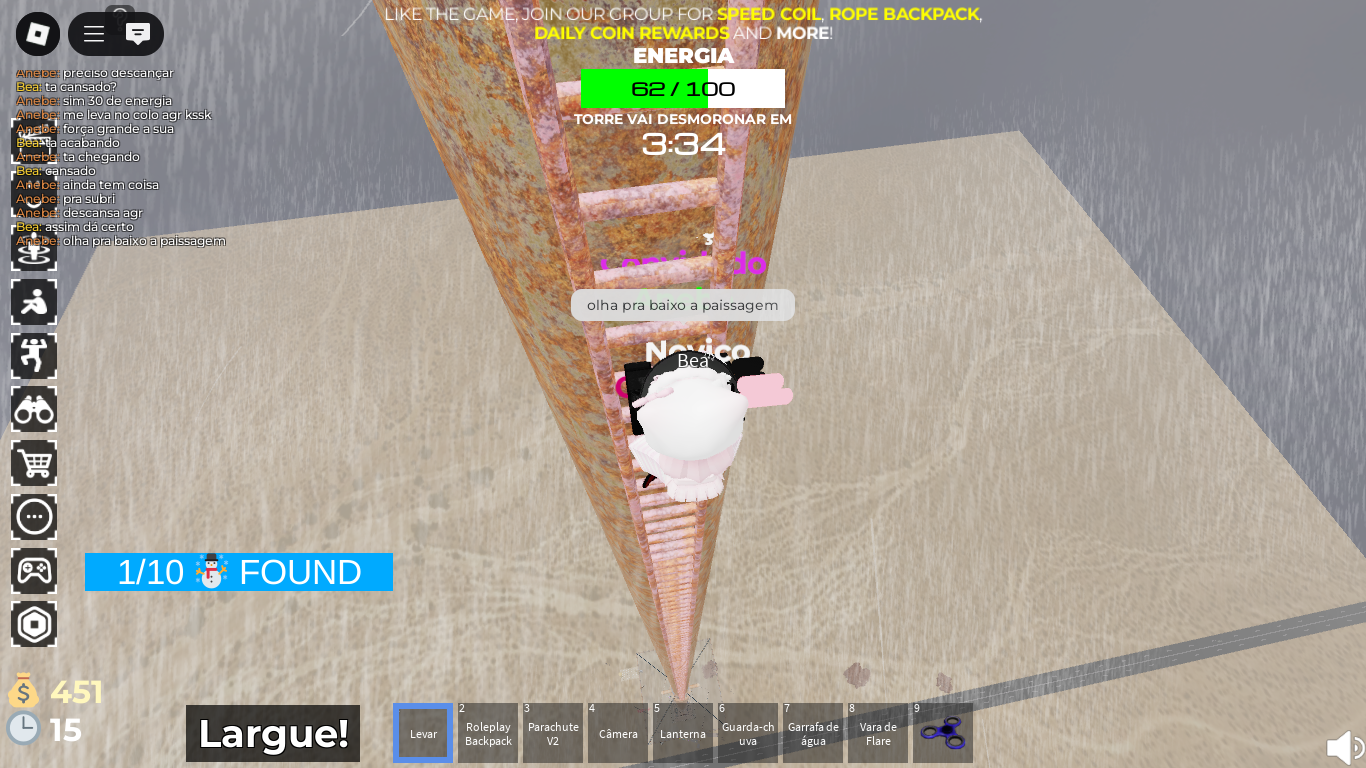 LIKE THE GAME, JOIN OUR GROUP FOR SPEED COIL, ROPE BACKPACK,
DAILY COIN REWARDS AND MORE!
ENERGIA
62 / 100
TORRE VAI DESMORONAR EM
3:34
Anebe: preciso descançar
Bea: ta cansado?
Anebe: sim 30 de energia
Anebe: me leva no colo agr kssk
Anebe: força grande a sua
Bea: ta acabando
Anebe: ta chegando
Bea: cansado
Anebe: ainda tem coisa
Anebe: pra subri
Anebe: descansa agr
Bea: assim dá certo
Anebe: olha pra baixo a paissagem
olha pra baixo a paissagem
Noviço
Bea
1/10 FOUND
451
15
Largue!
Levar
2
Roleplay
Backpack
3
Parachute
V2
4
Câmera
5
Lanterna
6
Guarda-ch
uva
7
Garrafa de
água
8
Vara de
Flare
9